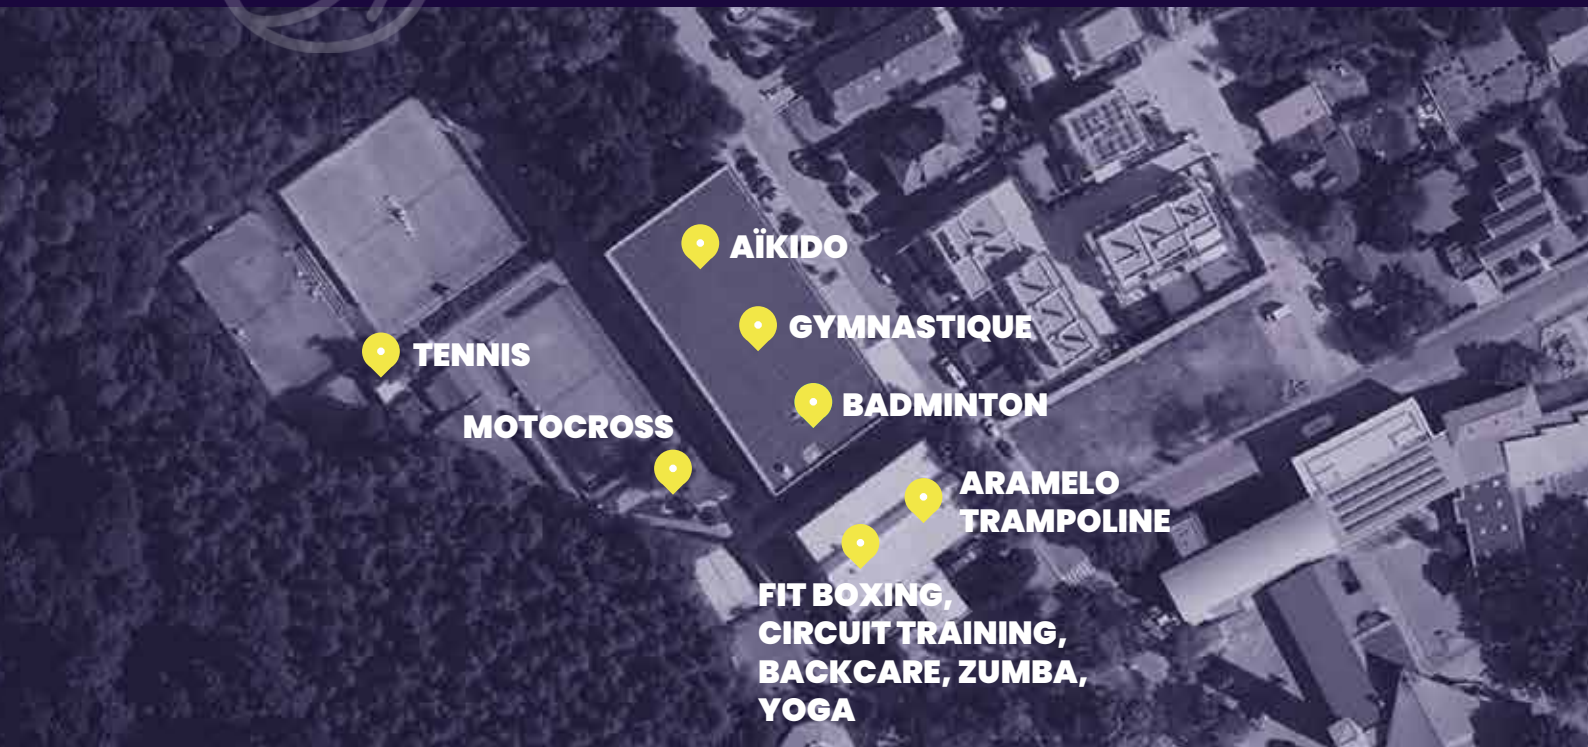 AÏKIDO
GYMNASTIQUE
TENNIS
BADMINTON
MOTOCROSS
ARAMELO
TRAMPOLINE
FIT BOXING,
CIRCUIT TRAINING,
BACKCARE, ZUMBA,
YOGA